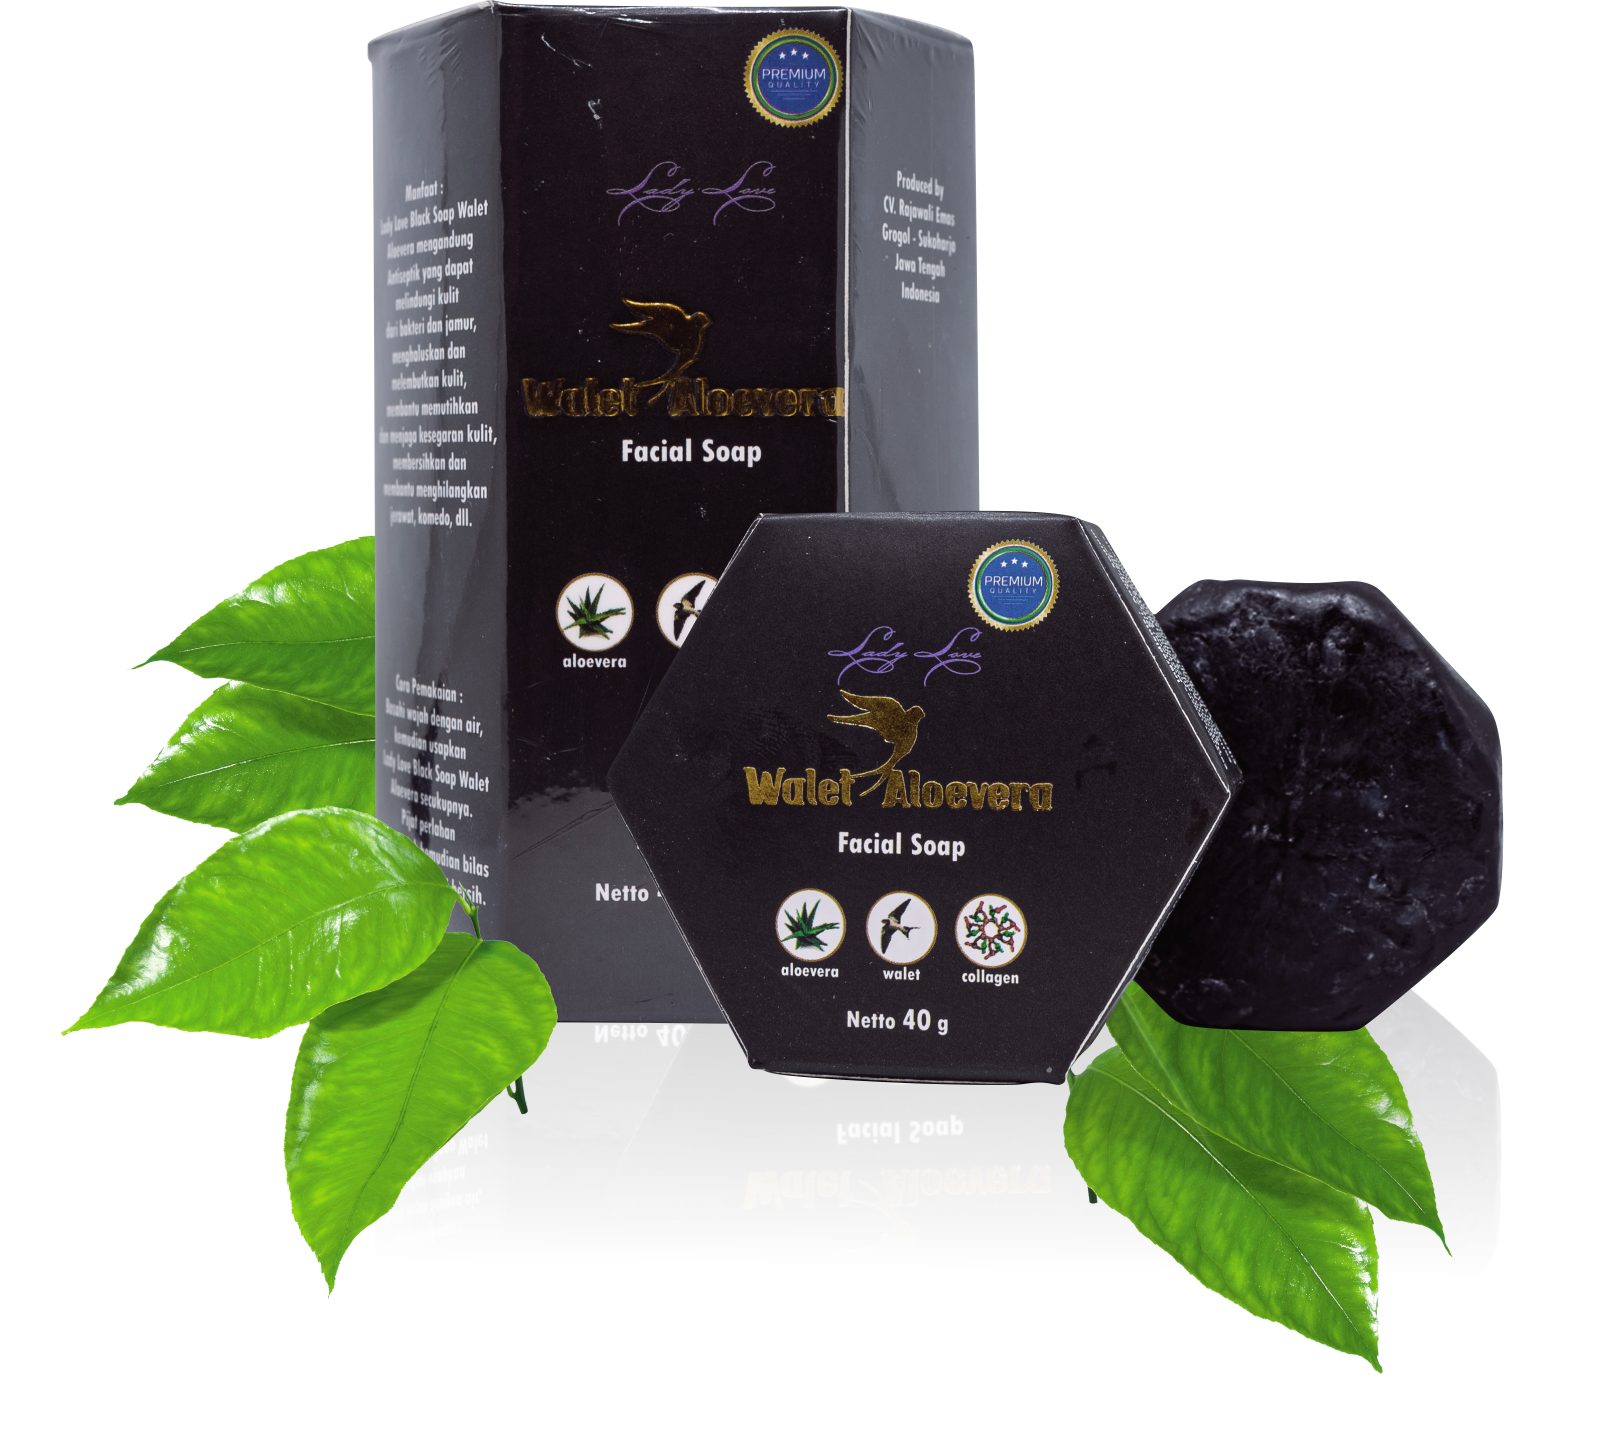 PREMIUM
QUALITY
Lady Love
Walet Aloevera
Facial Soap
aloevera
Netto
Manfaat :
Lady Love Black Soap Walet
Aloevera mengandung
Antiseptik yang dapat
melindungi kulit
dari bakteri dan jamur,
menghaluskan dan
melembutkan kulit,
membantu memutihkan
dan menjaga kesegaran kulit,
membersihkan dan
membantu menghilangkan
jerawat, komedo, dll.
Cara Pemakaian :
Basahi wajah dengan air,
kemudian usapkan
Lady Love Black Soap Walet
Aloevera secukupnya.
Pijat perlahan
kemudian bilas
bersih.
Produced by
CV. Rajawali Emas
Grogol - Sukoharjo
Jawa Tengah
Indonesia
PREMIUM
QUALITY
Lady Love
Walet Aloevera
Facial Soap
aloevera walet collagen
Netto 40 g